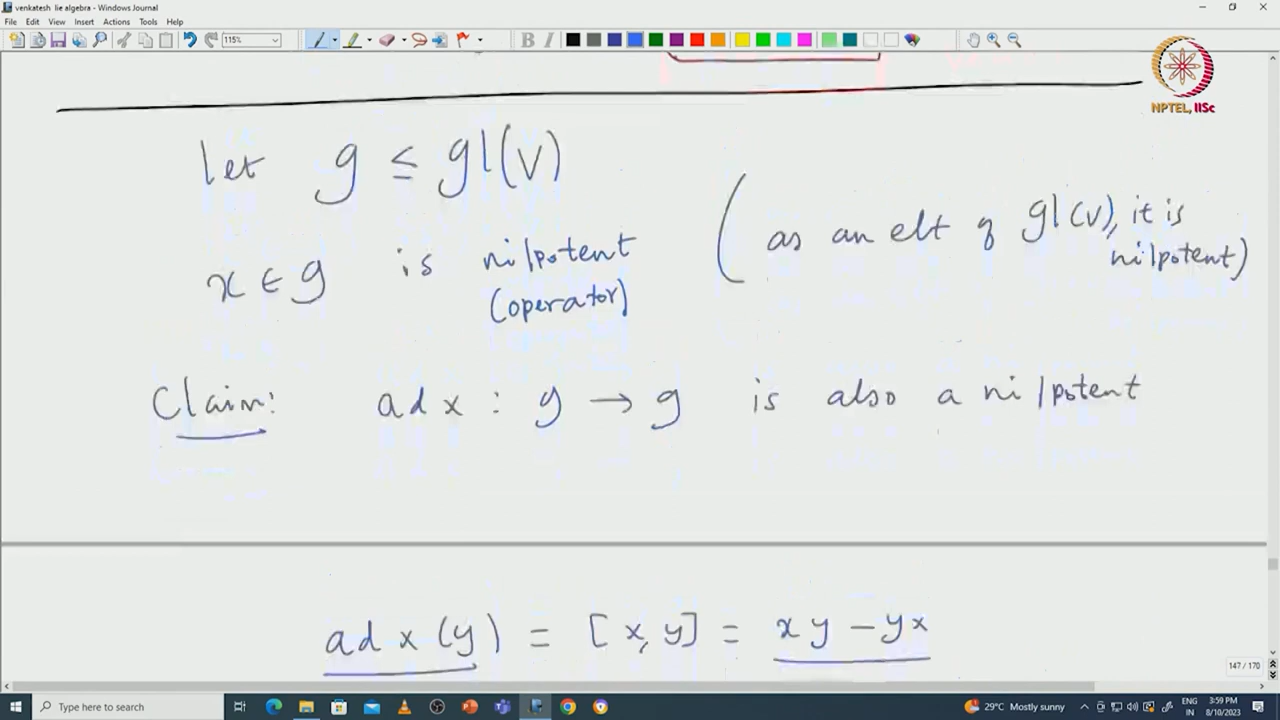 venkatesh lie algebra - Windows Journal
File Edit View Insert Actions Tools Help
115%
B I
NPTEL, IISc
let g ≤ gl(V)
x ∈ g is nilpotent (as an elt of gl(V), it is
(operator) nilpotent)
Claim: ad x : g → g is also a nilpotent
ad x (y) = [x, y] = xy - yx
147 / 170
Type here to search
29°C Mostly sunny
ENG
IN
3:59 PM
8/10/2023